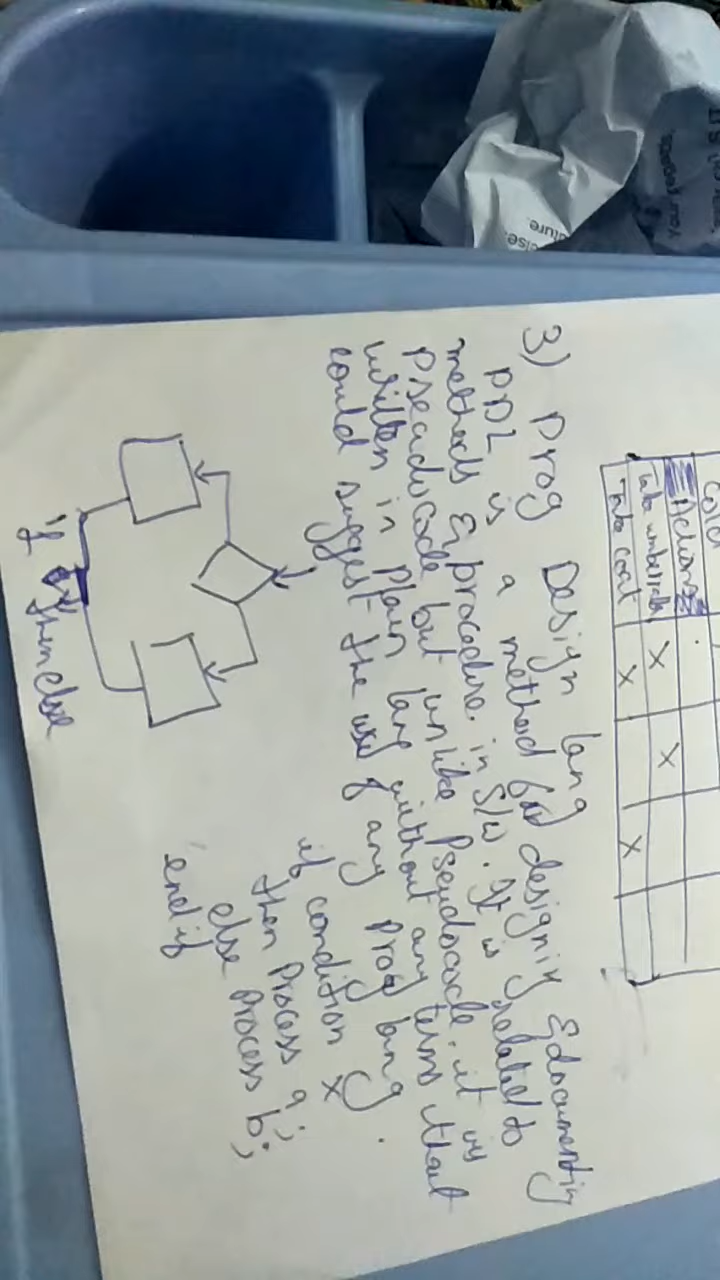 Actions
Take umbrella X X
Take coat X X
3) Prog Design lang
PDL is a method for designing & documenting
methods & procedure in S/W. It is related to
Pseudocode but unlike Pseudocode, it is
written in Plain lang without any terms that
could suggest the use of any Prog lang.
if condition x
then Process a;
else Process b;
endif
if then else
else.